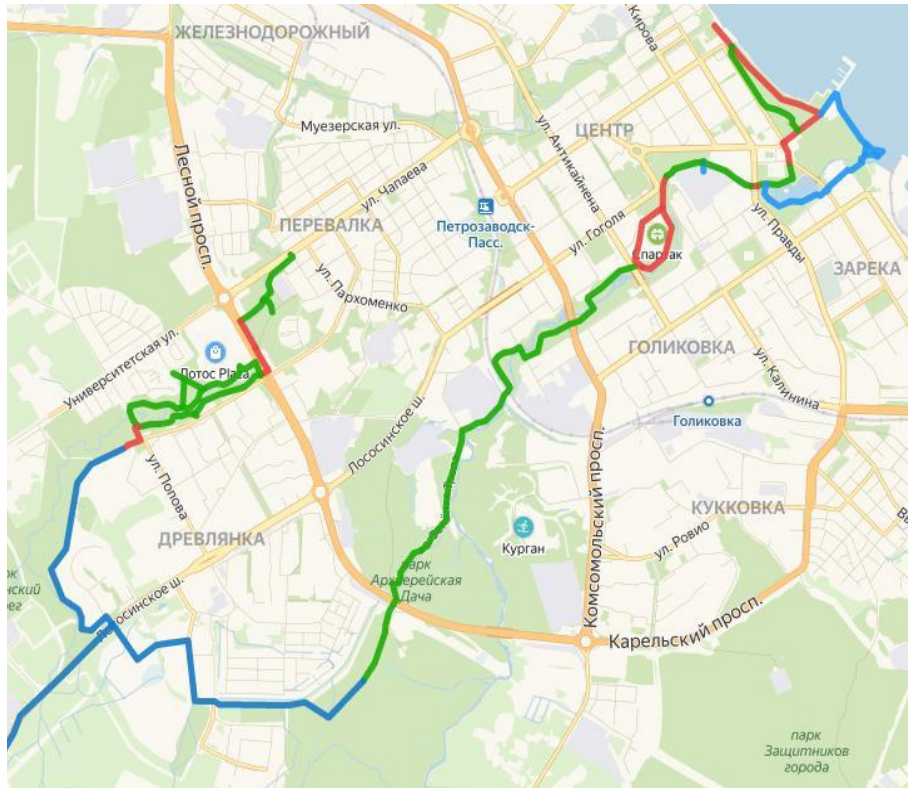 ЖЕЛЕЗНОДОРОЖНЫЙ
Кирова
Муезерская ул.
ЦЕНТР
ул. Антикайнена
Лесной просп.
ул. Чапаева
ПЕРЕВАЛКА
Петрозаводск-
Пасс.
ул. Гоголя
Спартак
ул. Правды
ЗАРЕКА
ул. Пархоменко
Университетская ул.
Лотос Plaza
ГОЛИКОВКА
ул. Калинина
Голиковка
Лососинское ш.
Комсомольский просп.
ул. Попова
ДРЕВЛЯНКА
Курган
КУККОВКА
ул. Ровио
парк
Архиерейская
Дача
Лососинское ш.
Карельский просп.
парк
Защитников
города